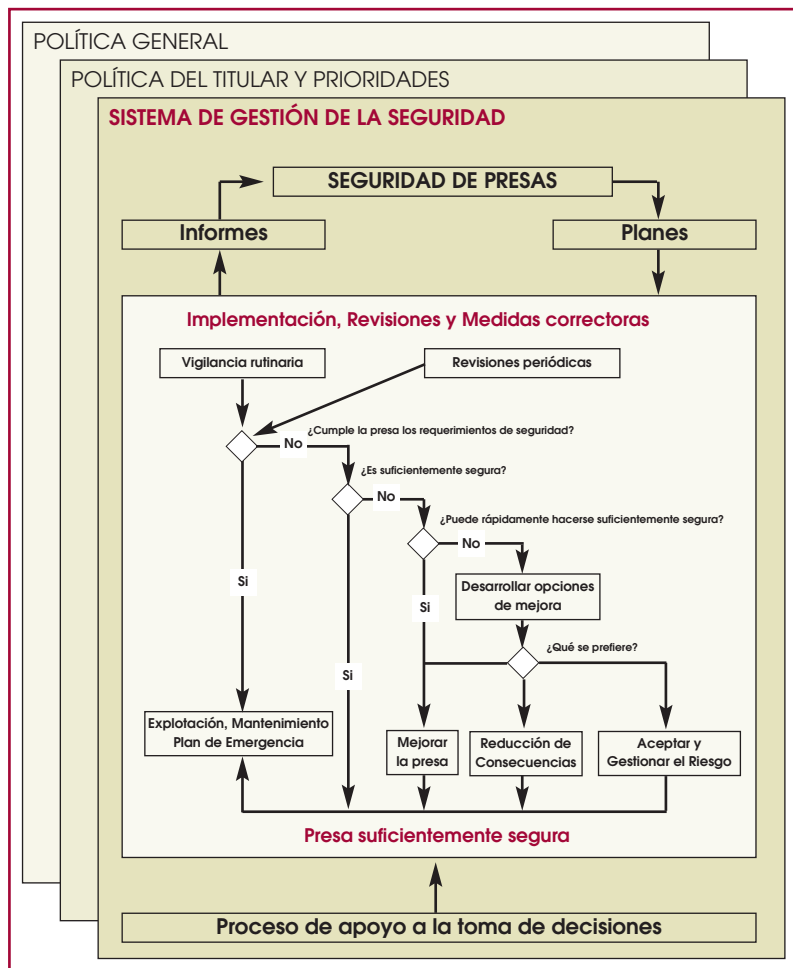 POLÍTICA GENERAL
POLÍTICA DEL TITULAR Y PRIORIDADES
SISTEMA DE GESTIÓN DE LA SEGURIDAD
SEGURIDAD DE PRESAS
Informes
Planes
Implementación, Revisiones y Medidas correctoras
Vigilancia rutinaria
Revisiones periódicas
¿Cumple la presa los requerimientos de seguridad?
No
¿Es suficientemente segura?
No
¿Puede rápidamente hacerse suficientemente segura?
No
Si
Desarrollar opciones
de mejora
Si
¿Qué se prefiere?
Si
Explotación, Mantenimiento
Plan de Emergencia
Mejorar
la presa
Reducción de
Consecuencias
Aceptar y
Gestionar el Riesgo
Presa suficientemente segura
Proceso de apoyo a la toma de decisiones